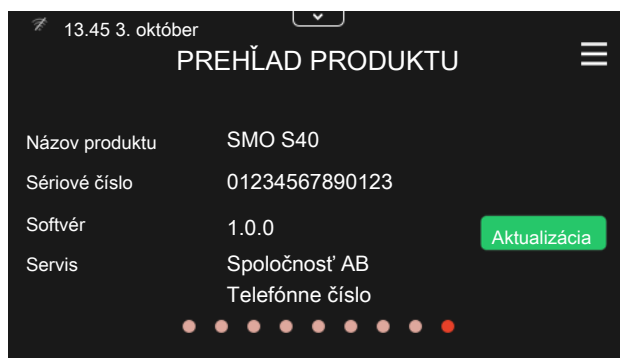 13.45 3. október
PREHĽAD PRODUKTU
Názov produktu SMO S40
Sériové číslo 01234567890123
Softvér 1.0.0 Aktualizácia
Servis Spoločnosť AB
Telefónne číslo